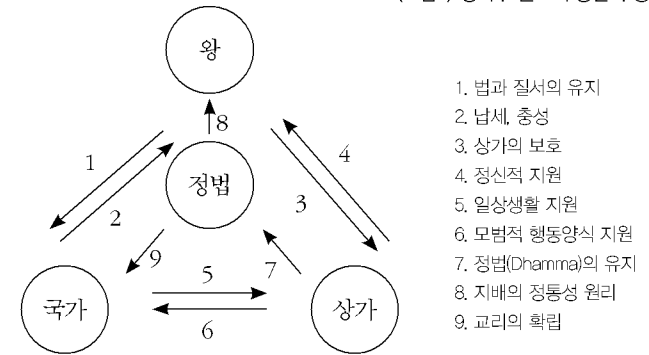 왕
8
1
4
정법
2
3
9
7
국가
5
상가
6
1. 법과 질서의 유지
2. 납세, 충성
3. 상가의 보호
4. 정신적 지원
5. 일상생활 지원
6. 모범적 행동양식 지원
7. 정법(Dhamma)의 유지
8. 지배의 정통성 원리
9. 교리의 확립